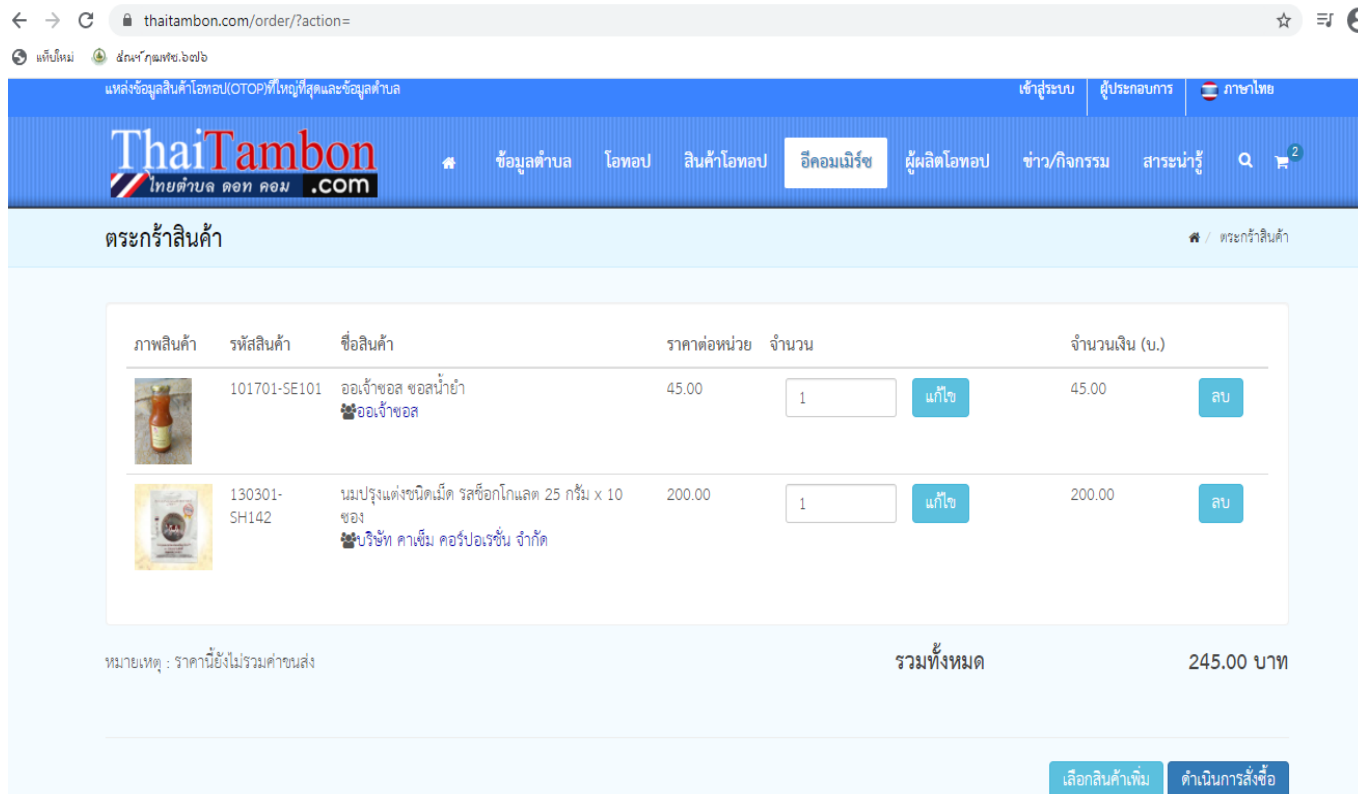 thaitambon.com/order/?action=
แท็บใหม่
แหล่งข้อมูลสินค้าโอทอป(OTOP)ที่ใหญ่ที่สุดและข้อมูลตำบล
เข้าสู่ระบบ ผู้ประกอบการ ภาษาไทย
ThaiTambon
ไทยตำบล ดอท คอม .com
ข้อมูลตำบล โอทอป สินค้าโอทอป อีคอมเมิร์ซ ผู้ผลิตโอทอป ข่าว/กิจกรรม สาระน่ารู้ 2
ตระกร้าสินค้า
/ ตระกร้าสินค้า
ภาพสินค้า รหัสสินค้า ชื่อสินค้า ราคาต่อหน่วย จำนวน จำนวนเงิน (บ.)
101701-SE101 ออเจ้าซอส ซอสน้ำยำ 45.00 1 แก้ไข 45.00 ลบ
ออเจ้าซอส
130301- นมปรุงแต่งชนิดเม็ด รสช็อกโกแลต 25 กรัม x 10 200.00 1 แก้ไข 200.00 ลบ
SH142 ซอง
บริษัท คาเซ็ม คอร์ปอเรชั่น จำกัด
หมายเหตุ : ราคานี้ยังไม่รวมค่าขนส่ง รวมทั้งหมด 245.00 บาท
เลือกสินค้าเพิ่ม ดำเนินการสั่งซื้อ